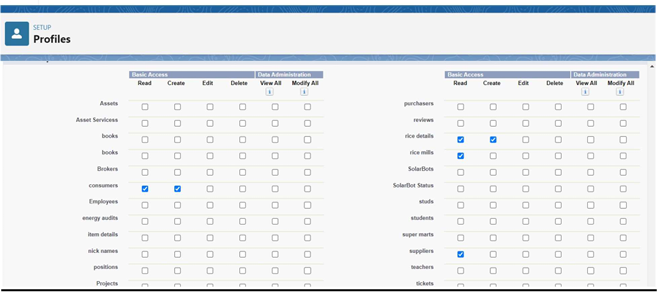 SETUP
Profiles
Basic Access Data Administration
Read Create Edit Delete View All Modify All
Assets
Asset Servicess
books
books
Brokers
consumers
Employees
energy audits
item details
nick names
positions
Projects
Basic Access Data Administration
Read Create Edit Delete View All Modify All
purchasers
reviews
rice details
rice mills
SolarBots
SolarBot Status
studs
students
super marts
suppliers
teachers
tickets